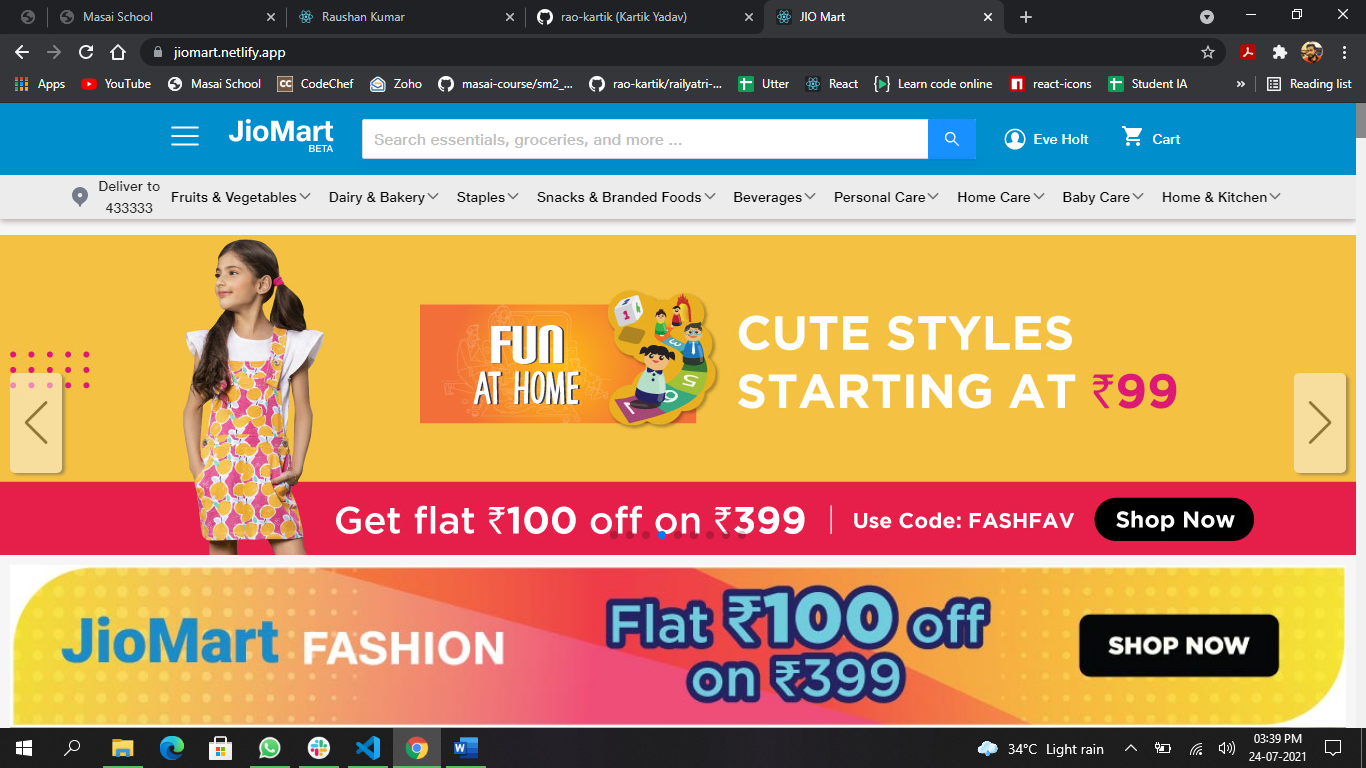 Masai School
Raushan Kumar
rao-kartik (Kartik Yadav)
JIO Mart
jiomart.netlify.app
Apps
YouTube
Masai School
CC CodeChef
Zoho
masai-course/sm2_...
rao-kartik/railyatri-...
Utter
React
Learn code online
react-icons
Student IA
»
Reading list
JioMart
BETA
Search essentials, groceries, and more ...
Eve Holt
Cart
Deliver to
433333
Fruits & Vegetables
Dairy & Bakery
Staples
Snacks & Branded Foods
Beverages
Personal Care
Home Care
Baby Care
Home & Kitchen
FUN
AT HOME
CUTE STYLES
STARTING AT ₹99
Get flat ₹100 off on ₹399
Use Code: FASHFAV
Shop Now
JioMart FASHION
Flat ₹100 off
on ₹399
SHOP NOW
34°C Light rain
03:39 PM
24-07-2021